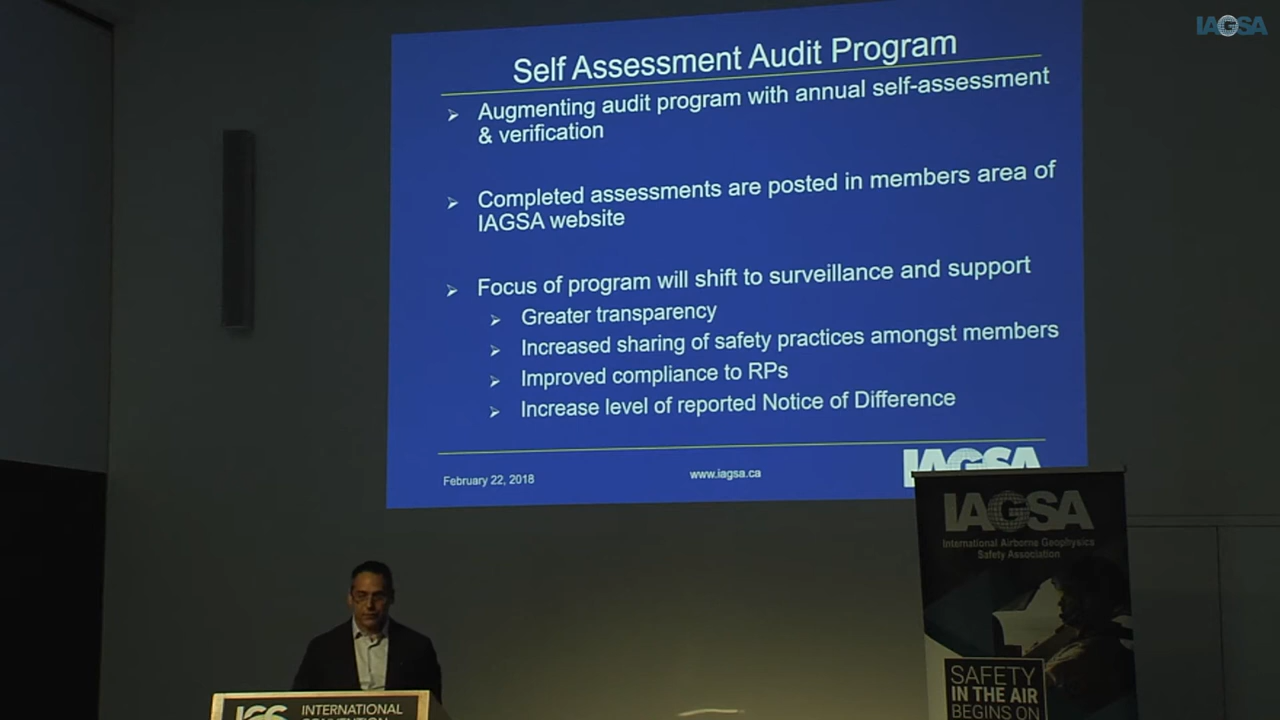 IAGSA
Self Assessment Audit Program
➢ Augmenting audit program with annual self-assessment
& verification
➢ Completed assessments are posted in members area of
IAGSA website
➢ Focus of program will shift to surveillance and support
➢ Greater transparency
➢ Increased sharing of safety practices amongst members
➢ Improved compliance to RPs
➢ Increase level of reported Notice of Difference
February 22, 2018
www.iagsa.ca
IAGSA
IAGSA
International Airborne Geophysics
Safety Association
SAFETY
IN THE AIR
BEGINS ON
INTERNATIONAL
CONVENTION